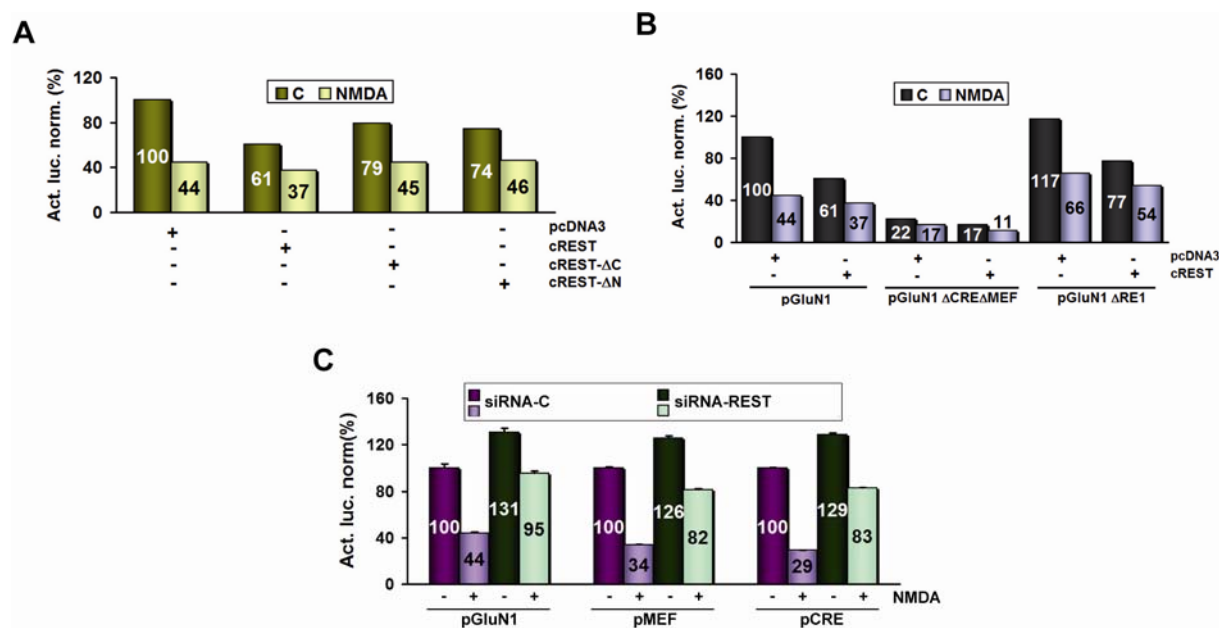 A
Act. luc. norm. (%)
120
80
40
0
C NMDA
100 44 61 37 79 45 74 46
+ - - - pcDNA3
- + - - cREST
- - + - cREST-ΔC
- - - + cREST-ΔN
B
Act. luc. norm. (%)
160
120
80
40
0
C NMDA
100 44 61 37 22 17 17 11 117 66 77 54
+ - + - + - pcDNA3
- + - + - + cREST
pGluN1 pGluN1 ΔCREΔMEF pGluN1 ΔRE1
C
Act. luc. norm(%)
160
120
80
40
0
siRNA-C siRNA-REST
100 44 131 95 100 34 126 82 100 29 129 83
- + - + - + - + - + - + NMDA
pGluN1 pMEF pCRE